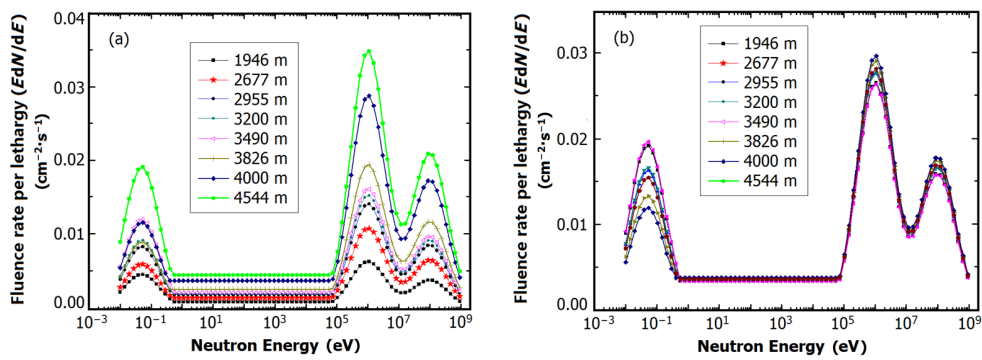 (a)
Fluence rate per lethargy (EdN/dE)
(cm⁻²·s⁻¹)
0.04
0.03
0.02
0.01
0.00
1946 m
2677 m
2955 m
3200 m
3490 m
3826 m
4000 m
4544 m
10⁻³ 10⁻¹ 10¹ 10³ 10⁵ 10⁷ 10⁹
Neutron Energy (eV)
(b)
Fluence rate per lethargy (EdN/dE)
(cm⁻²·s⁻¹)
0.03
0.02
0.01
0.00
1946 m
2677 m
2955 m
3200 m
3490 m
3826 m
4000 m
4544 m
10⁻³ 10⁻¹ 10¹ 10³ 10⁵ 10⁷ 10⁹
Neutron Energy (eV)